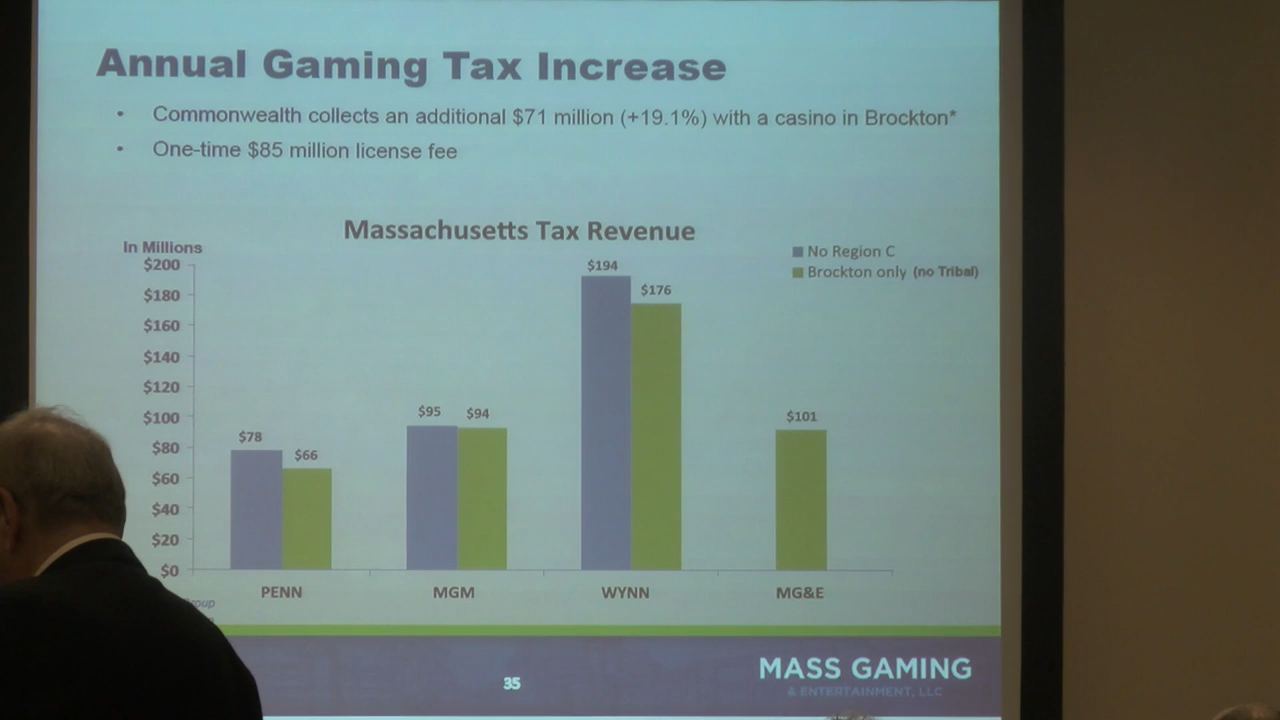 Annual Gaming Tax Increase
• Commonwealth collects an additional $71 million (+19.1%) with a casino in Brockton*
• One-time $85 million license fee
Massachusetts Tax Revenue
In Millions
No Region C
Brockton only (no Tribal)
$200
$180
$160
$140
$120
$100
$80
$60
$40
$20
$0
$78
$66
$95
$94
$194
$176
$101
PENN
MGM
WYNN
MG&E
35
MASS GAMING
& ENTERTAINMENT, LLC